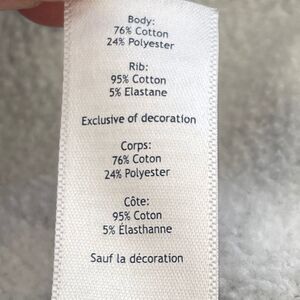 Body:
76% Cotton
24% Polyester
Rib:
95% Cotton
5% Elastane
Exclusive of decoration
Corps:
76% Coton
24% Polyester
Côte:
95% Coton
5% Élasthanne
Sauf la décoration